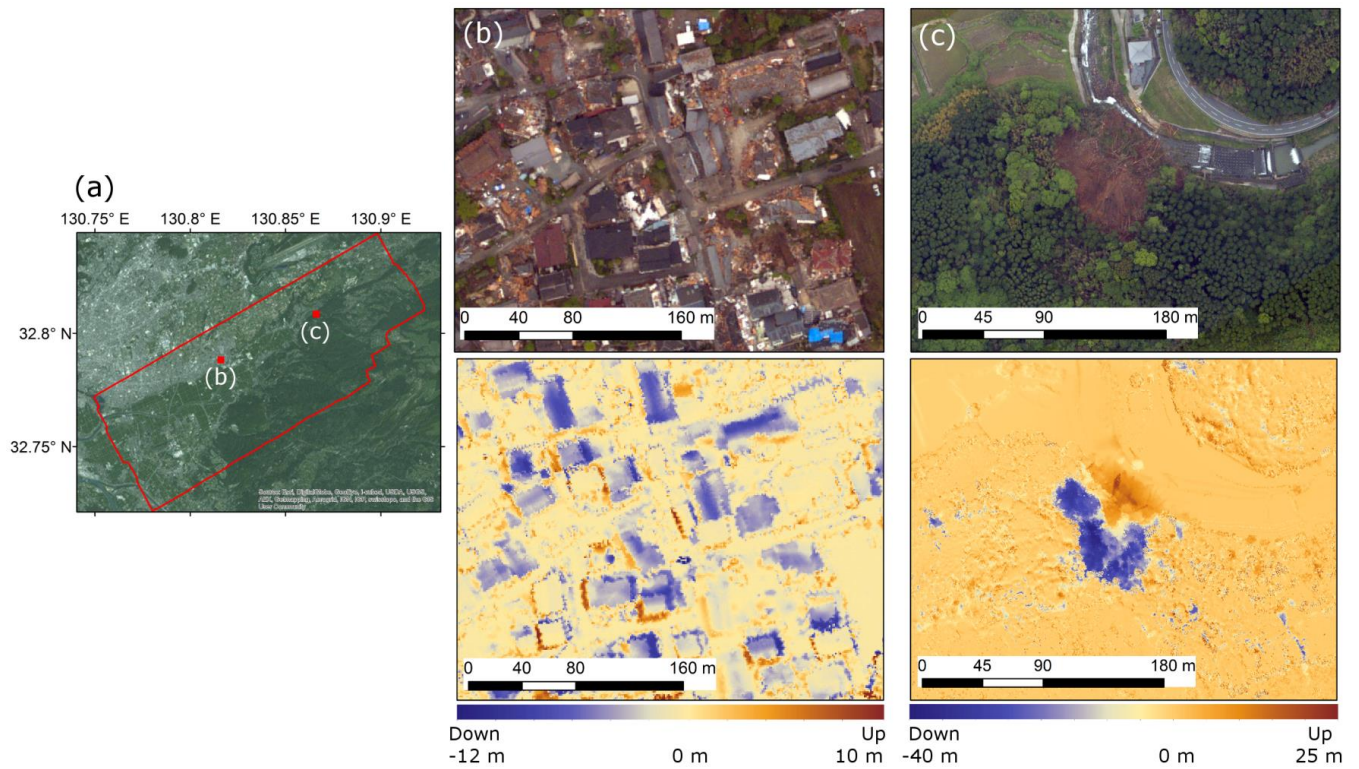 (a)
130.75° E 130.8° E 130.85° E 130.9° E
32.8° N
32.75° N
(c)
(b)
User Community
(b)
0 40 80 160 m
0 40 80 160 m
Down Up
-12 m 0 m 10 m
(c)
0 45 90 180 m
0 45 90 180 m
Down Up
-40 m 0 m 25 m